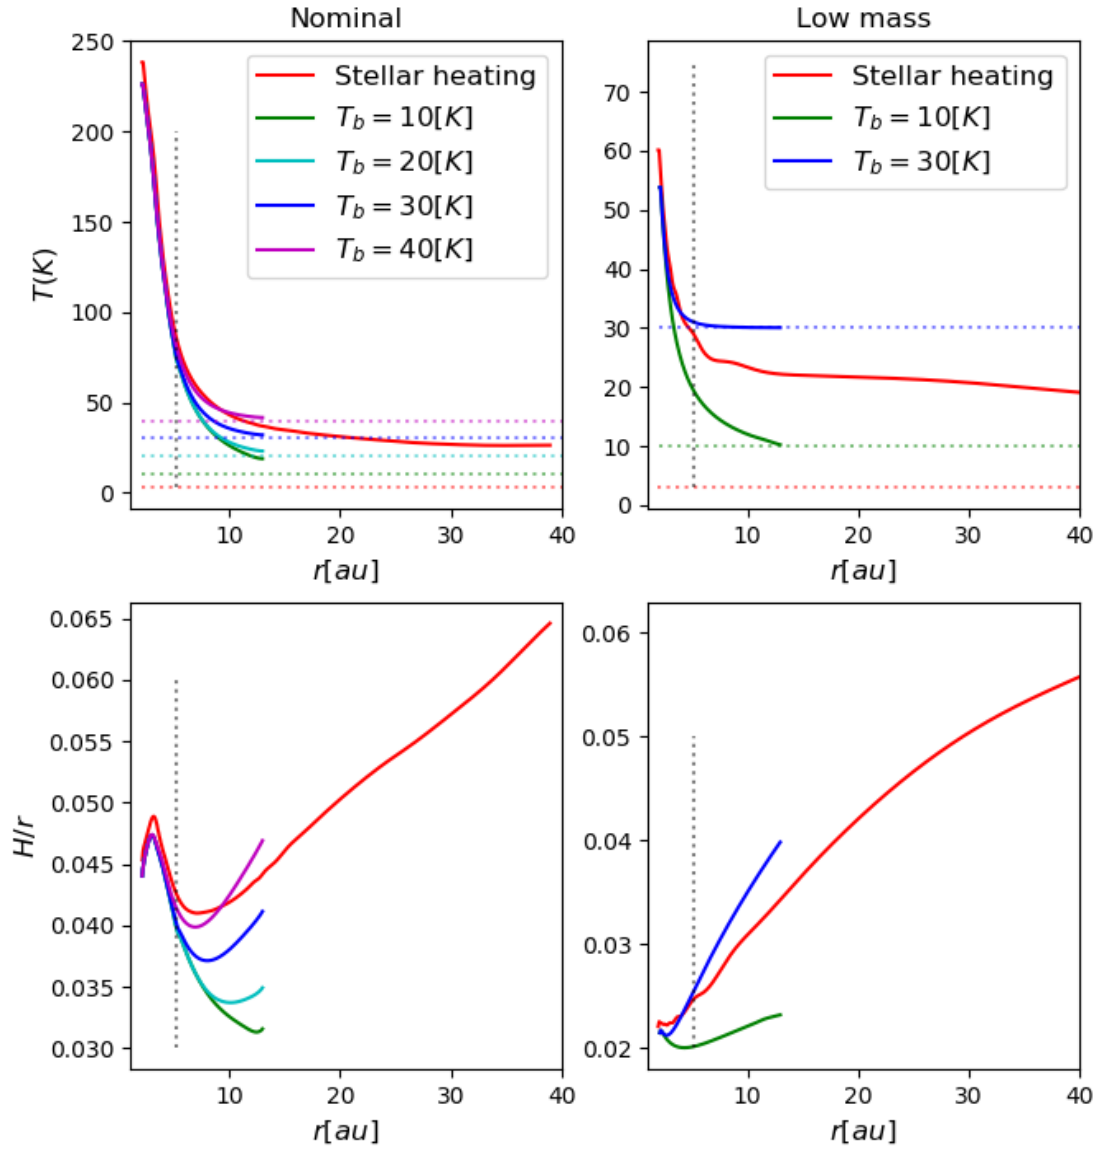 Nominal
250
200
150
100
50
0
T(K)
Stellar heating
T_b = 10[K]
T_b = 20[K]
T_b = 30[K]
T_b = 40[K]
10
20
30
40
r[au]
Low mass
70
60
50
40
30
20
10
0
Stellar heating
T_b = 10[K]
T_b = 30[K]
10
20
30
40
r[au]
0.065
0.060
0.055
0.050
0.045
0.040
0.035
0.030
H/r
10
20
30
40
r[au]
0.06
0.05
0.04
0.03
0.02
10
20
30
40
r[au]